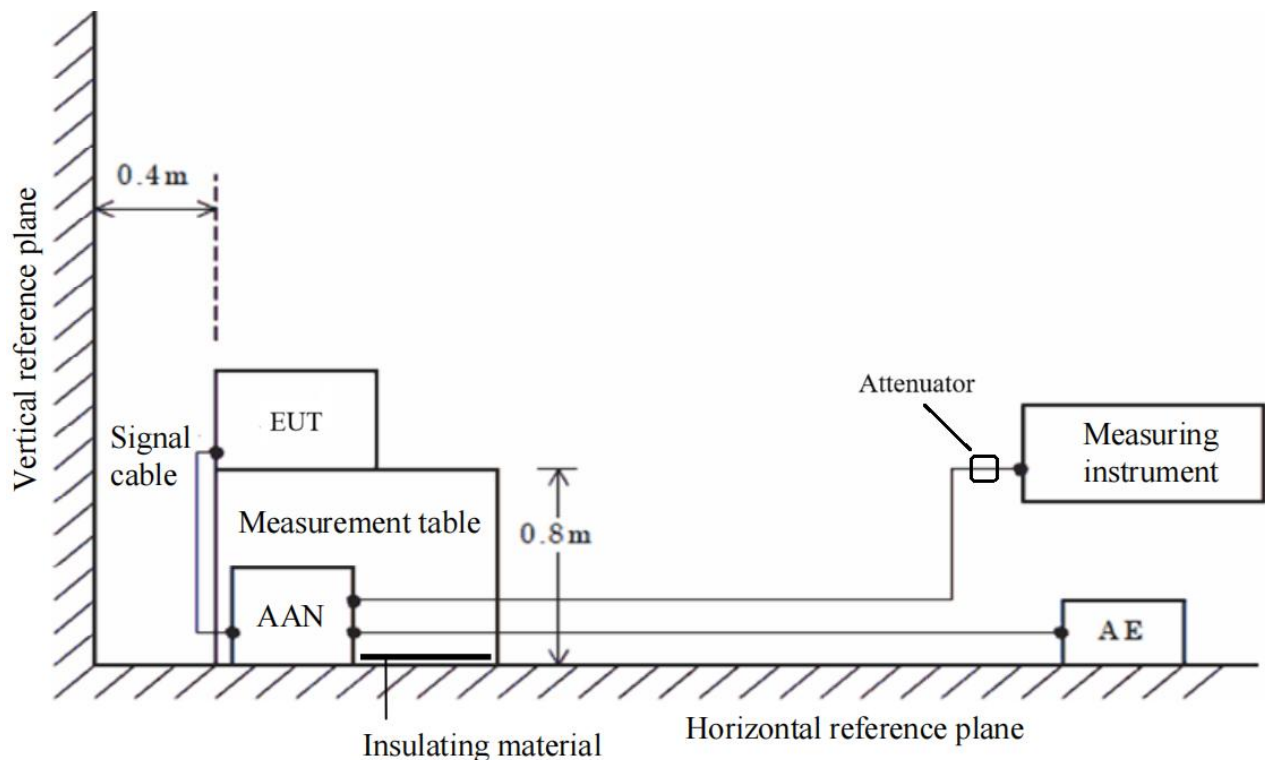 0.4m
Vertical reference plane
EUT
Signal
cable
Attenuator
Measuring
instrument
Measurement table
0.8m
AAN
AE
Horizontal reference plane
Insulating material